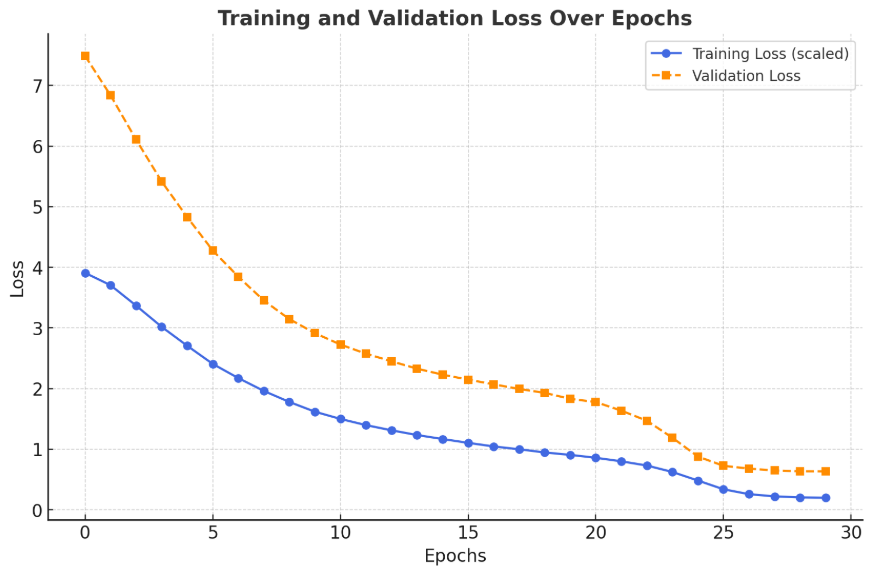 Training and Validation Loss Over Epochs
Training Loss (scaled)
Validation Loss
Loss
7
6
5
4
3
2
1
0
0 5 10 15 20 25 30
Epochs